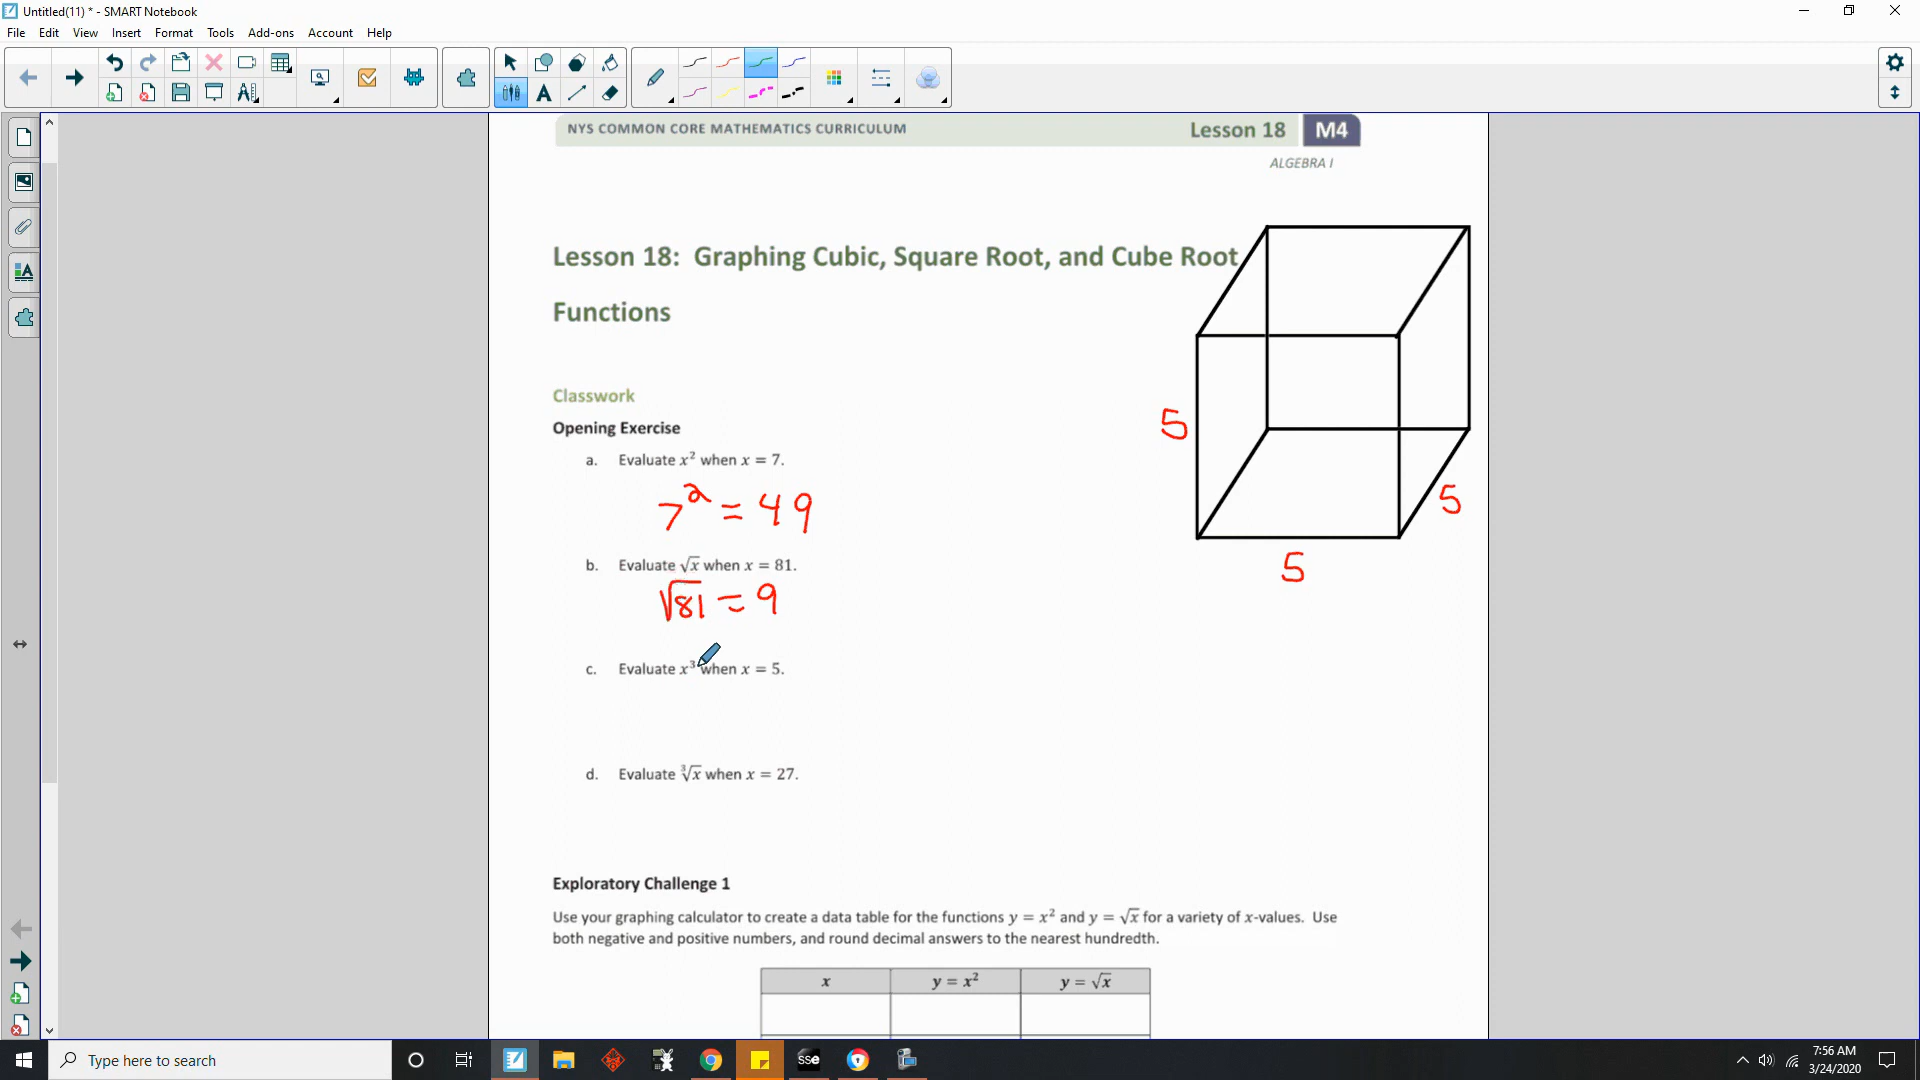 Untitled(11) * - SMART Notebook
File Edit View Insert Format Tools Add-ons Account Help
NYS COMMON CORE MATHEMATICS CURRICULUM Lesson 18 M4
ALGEBRA I
Lesson 18: Graphing Cubic, Square Root, and Cube Root
Functions
Classwork
Opening Exercise
a. Evaluate x² when x = 7.
7² = 49
b. Evaluate √x when x = 81.
√81 = 9
c. Evaluate x³ when x = 5.
d. Evaluate ∛x when x = 27.
5
5
5
Exploratory Challenge 1
Use your graphing calculator to create a data table for the functions y = x² and y = √x for a variety of x-values. Use
both negative and positive numbers, and round decimal answers to the nearest hundredth.
x y = x² y = √x
Type here to search
SSe
7:56 AM
3/24/2020